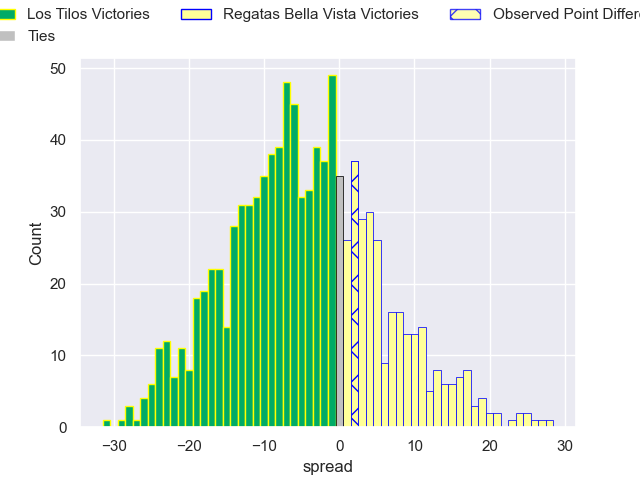 Los Tilos Victories Regatas Bella Vista Victories Observed Point Differe
Ties
50
40
30
20
10
0
Count
−30 −20 −10 0 10 20 30
spread